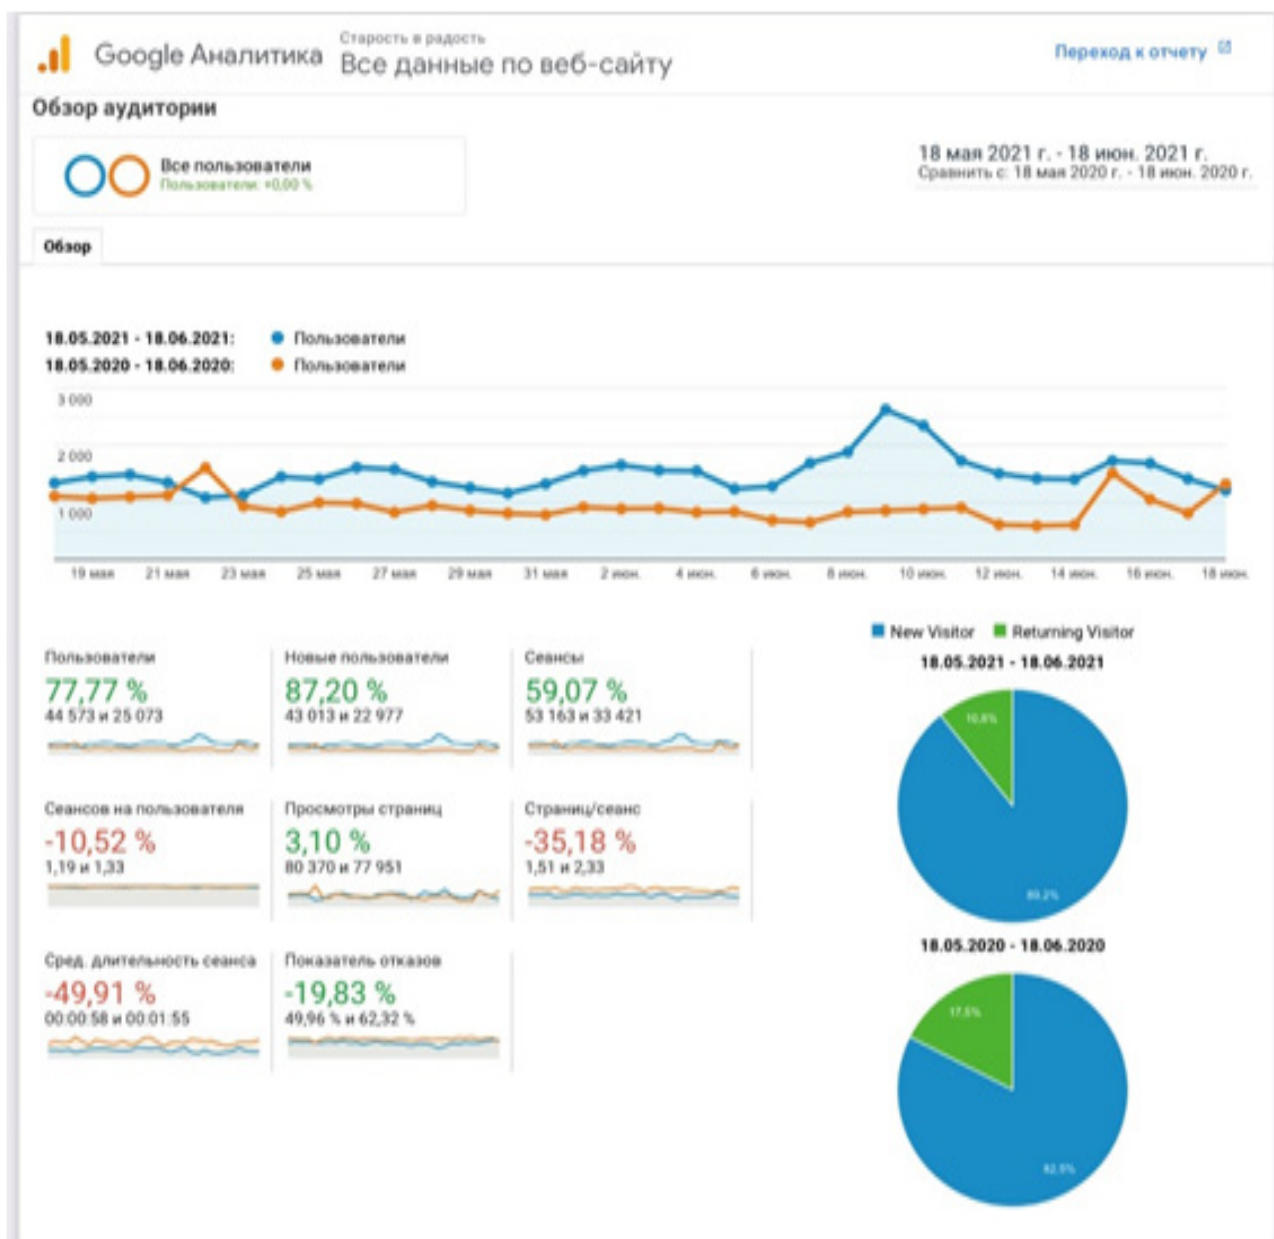 Google Аналитика
Старость в радость
Все данные по веб-сайту
Переход к отчету
Обзор аудитории
Все пользователи
Пользователи: +0,00 %
18 мая 2021 г. - 18 июн. 2021 г.
Сравнить с: 18 мая 2020 г. - 18 июн. 2020 г.
Обзор
18.05.2021 - 18.06.2021: Пользователи
18.05.2020 - 18.06.2020: Пользователи
3 000
2 000
1 000
19 мая 21 мая 23 мая 25 мая 27 мая 29 мая 31 мая 2 июн. 4 июн. 6 июн. 8 июн. 10 июн. 12 июн. 14 июн. 16 июн. 18 июн.
Пользователи
77,77 %
44 573 и 25 073
Новые пользователи
87,20 %
43 013 и 22 977
Сеансы
59,07 %
53 163 и 33 421
Сеансов на пользователя
-10,52 %
1,19 и 1,33
Просмотры страниц
3,10 %
80 370 и 77 951
Страниц/сеанс
-35,18 %
1,51 и 2,33
Сред. длительность сеанса
-49,91 %
00:00:58 и 00:01:55
Показатель отказов
-19,83 %
49,96 % и 62,32 %
New Visitor Returning Visitor
18.05.2021 - 18.06.2021
10,8%
89,2%
18.05.2020 - 18.06.2020
17,5%
82,5%